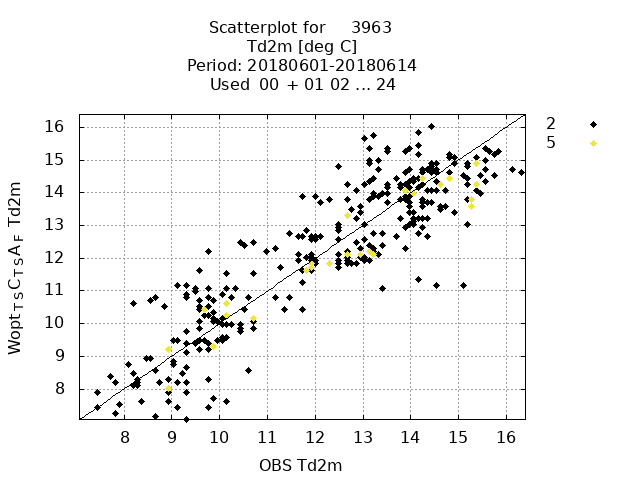 Scatterplot for 3963
Td2m [deg C]
Period: 20180601-20180614
Used 00 + 01 02 ... 24
2
5
16
15
14
13
12
11
10
9
8
Wopt_TS C_TS A_F Td2m
8 9 10 11 12 13 14 15 16
OBS Td2m